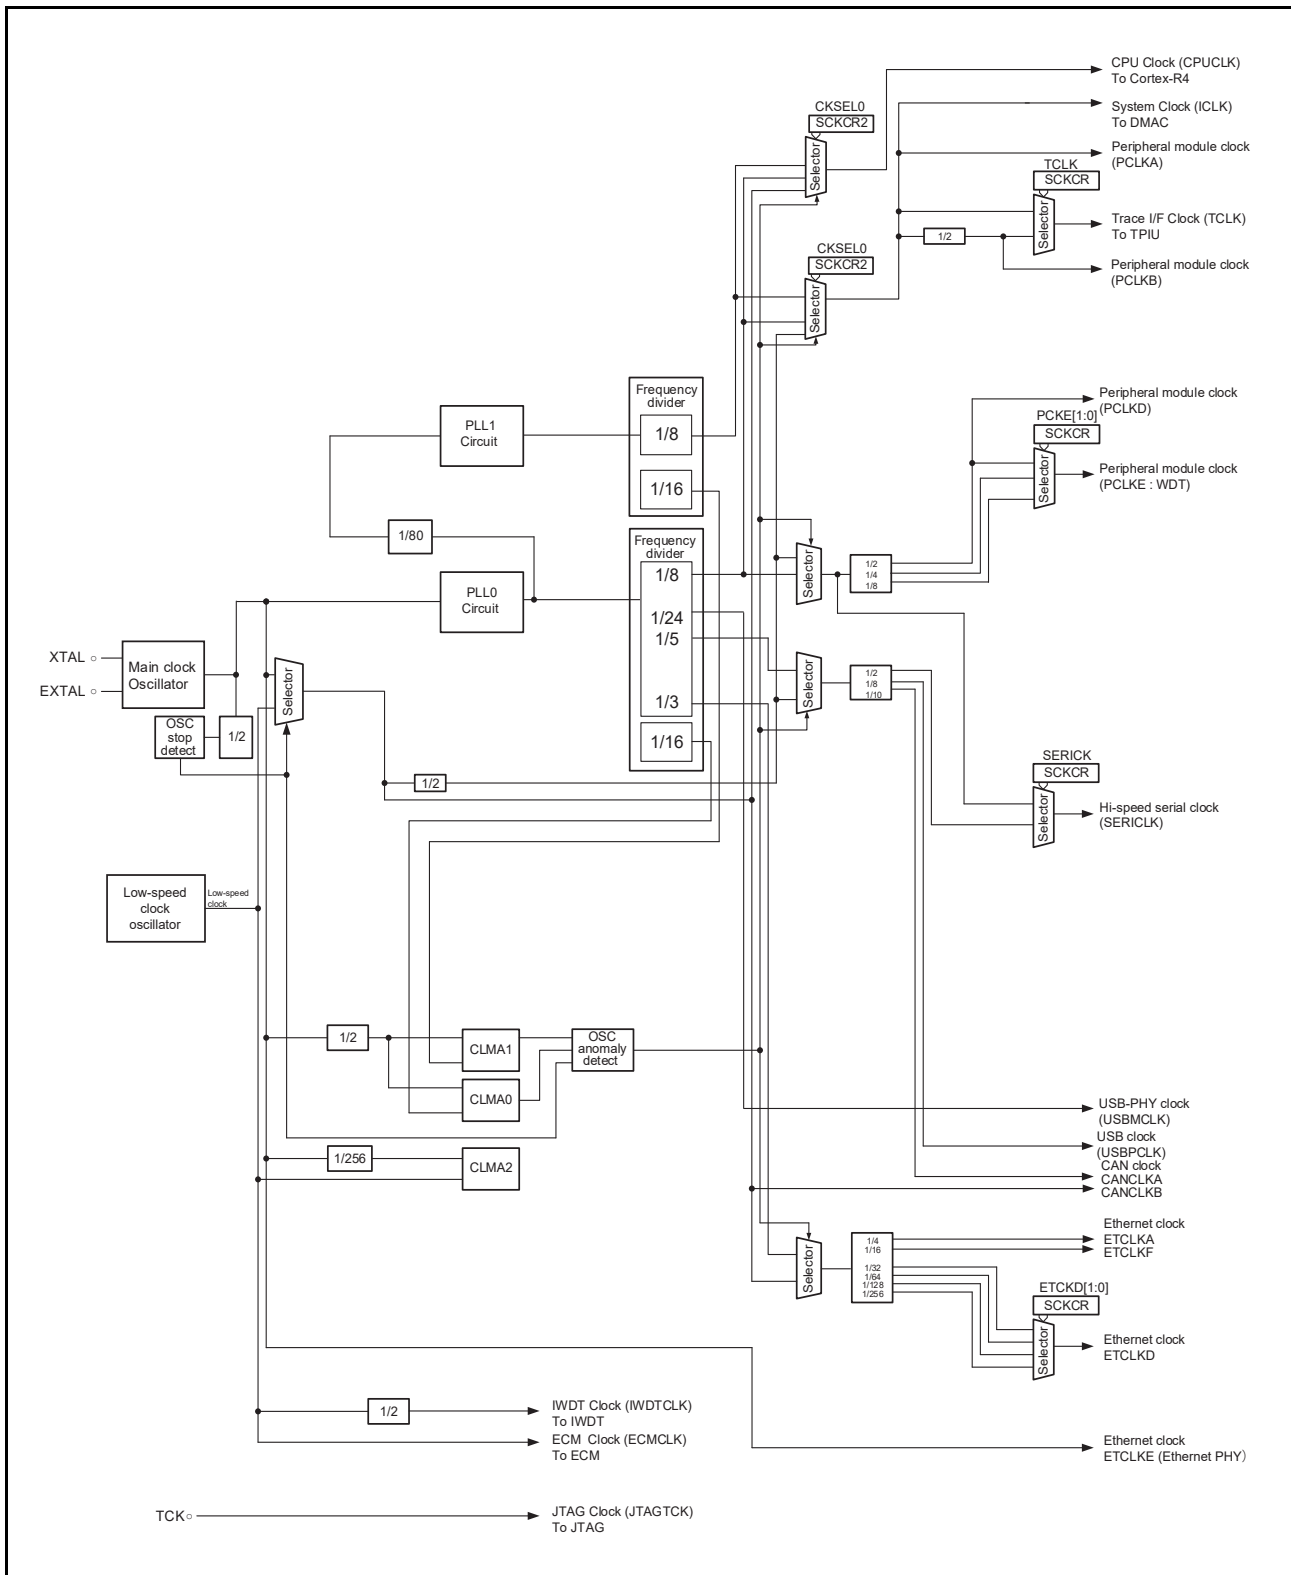 CPU Clock (CPUCLK)
To Cortex-R4
CKSEL0
SCKCR2
Selector
System Clock (ICLK)
To DMAC
Peripheral module clock
(PCLKA)
TCLK
SCKCR
Selector
Trace I/F Clock (TCLK)
To TPIU
1/2
CKSEL0
SCKCR2
Selector
Peripheral module clock
(PCLKB)
Frequency
divider
1/8
1/16
PLL1
Circuit
Peripheral module clock
(PCLKD)
PCKE[1:0]
SCKCR
Selector
Peripheral module clock
(PCLKE : WDT)
1/80
Frequency
divider
1/8
1/24
1/5
1/3
1/16
PLL0
Circuit
Selector
1/2
1/4
1/8
XTAL
EXTAL
Main clock
Oscillator
Selector
OSC
stop
detect
1/2
Selector
1/2
1/8
1/10
1/2
SERICK
SCKCR
Selector
Hi-speed serial clock
(SERICLK)
Low-speed
clock
oscillator
Low-speed
clock
1/2
CLMA1
OSC
anomaly
detect
CLMA0
1/256
CLMA2
USB-PHY clock
(USBMCLK)
USB clock
(USBPCLK)
CAN clock
CANCLKA
CANCLKB
Ethernet clock
ETCLKA
ETCLKF
Selector
1/4
1/16
1/32
1/64
1/128
1/256
ETCKD[1:0]
SCKCR
Selector
Ethernet clock
ETCLKD
1/2
IWDT Clock (IWDTCLK)
To IWDT
ECM Clock (ECMCLK)
To ECM
Ethernet clock
ETCLKE (Ethernet PHY)
TCK
JTAG Clock (JTAGTCK)
To JTAG